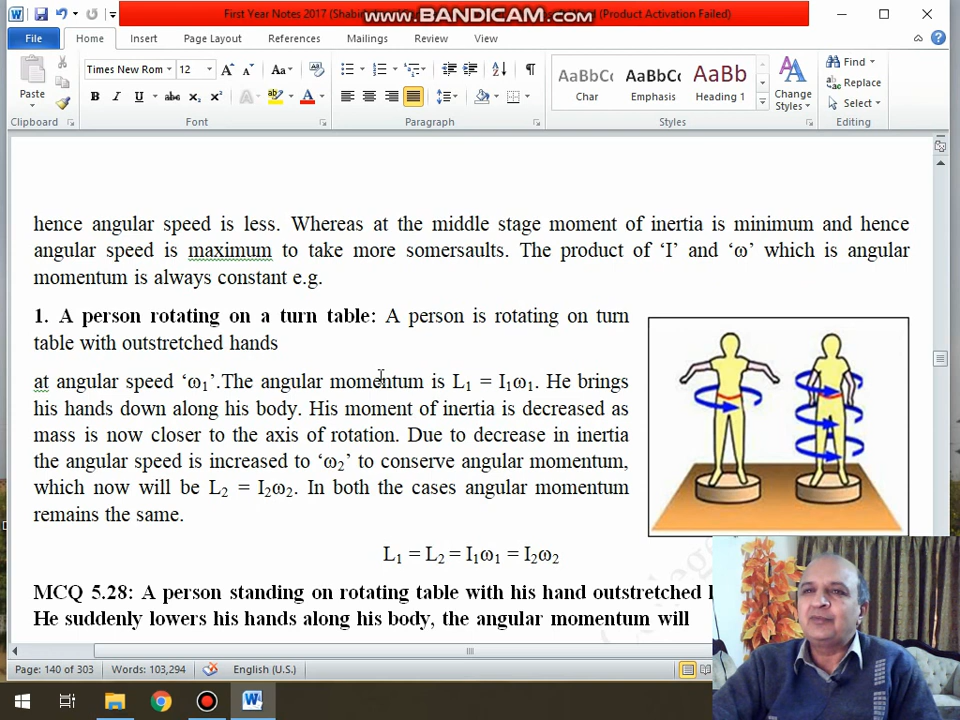 First Year Notes 2017 (Shabi
www.BANDICAM.com
(Product Activation Failed)
File Home Insert Page Layout References Mailings Review View
Times New Rom 12 Aa
Find
Paste
AaBbCc AaBbCc AaBb
Replace
B I U abc x₂ x² A ab A
Char Emphasis Heading 1
Change Styles
Select
Clipboard Font Paragraph Styles Editing
hence angular speed is less. Whereas at the middle stage moment of inertia is minimum and hence
angular speed is maximum to take more somersaults. The product of ‘I’ and ‘ω’ which is angular
momentum is always constant e.g.
1. A person rotating on a turn table: A person is rotating on turn
table with outstretched hands
at angular speed ‘ω₁’.The angular momentum is L₁ = I₁ω₁. He brings
his hands down along his body. His moment of inertia is decreased as
mass is now closer to the axis of rotation. Due to decrease in inertia
the angular speed is increased to ‘ω₂’ to conserve angular momentum,
which now will be L₂ = I₂ω₂. In both the cases angular momentum
remains the same.
L₁ = L₂ = I₁ω₁ = I₂ω₂
MCQ 5.28: A person standing on rotating table with his hand outstretched
He suddenly lowers his hands along his body, the angular momentum will
Page: 140 of 303 Words: 103,294 English (U.S.)